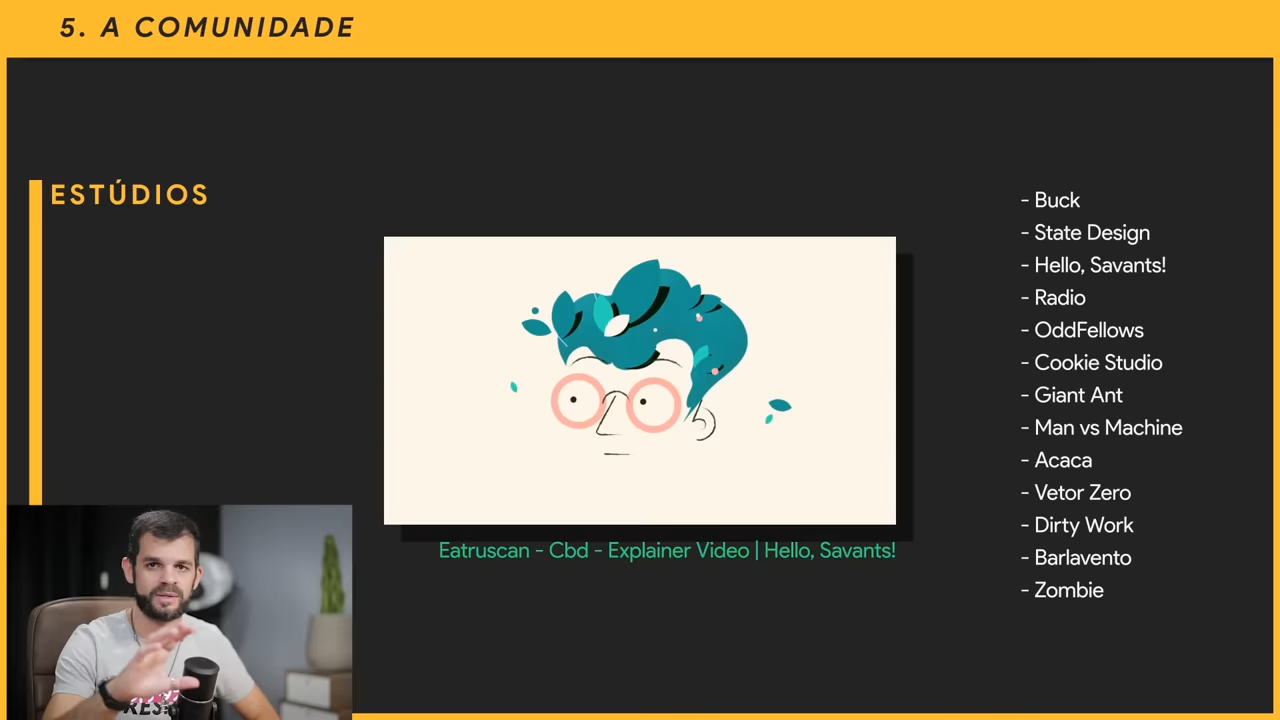 5. A COMUNIDADE
ESTÚDIOS
- Buck
- State Design
- Hello, Savants!
- Radio
- OddFellows
- Cookie Studio
- Giant Ant
- Man vs Machine
- Acaca
- Vetor Zero
- Dirty Work
- Barlavento
- Zombie
Eatruscan - Cbd - Explainer Video | Hello, Savants!